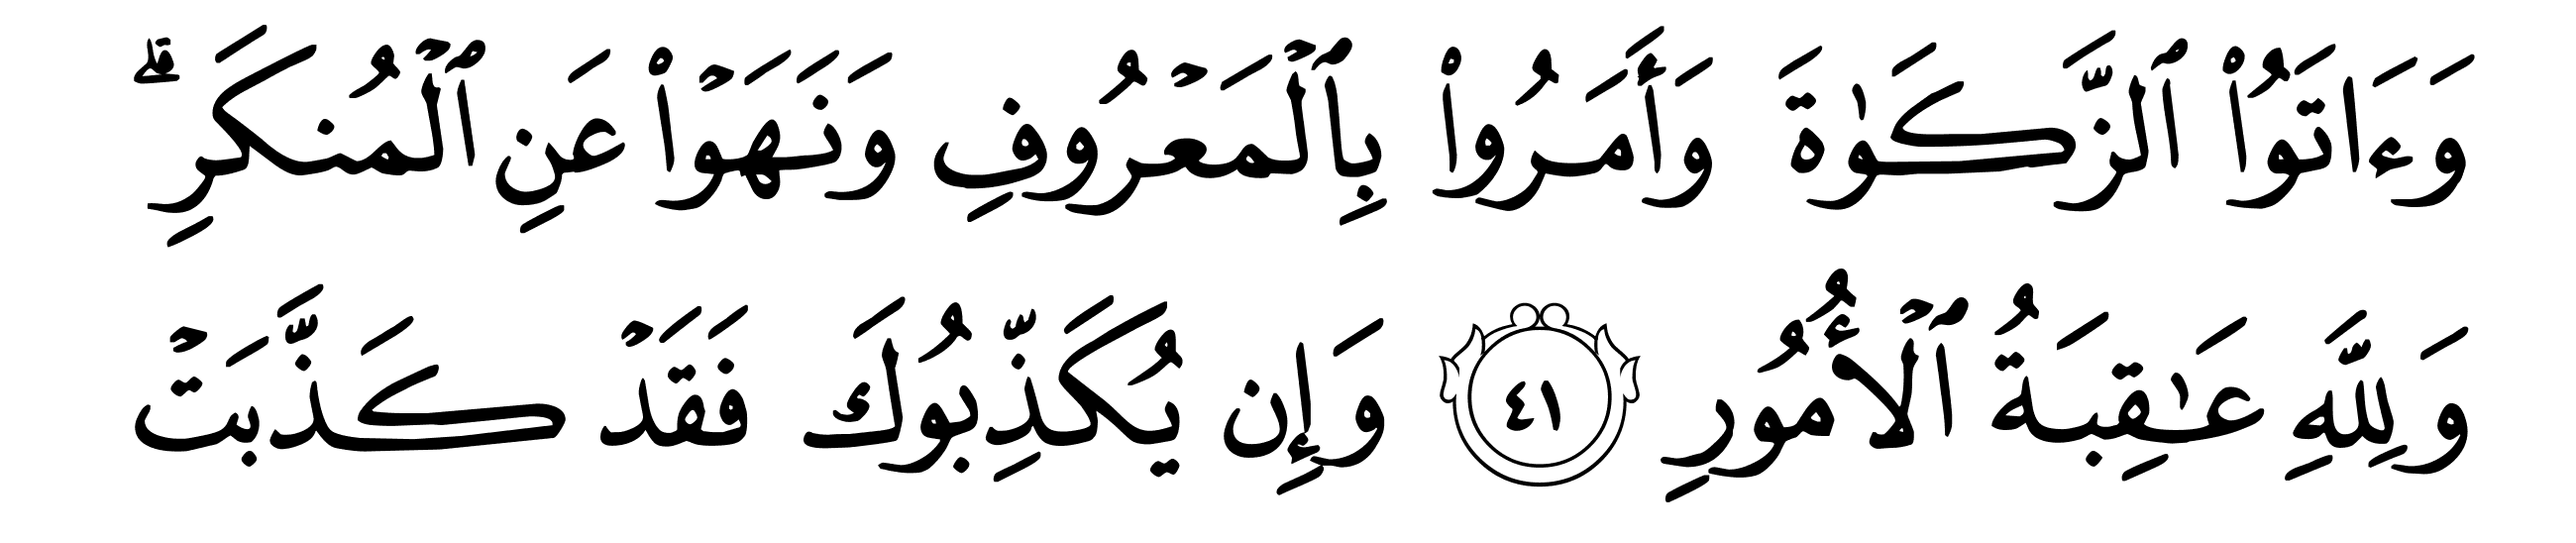 وَءَاتَوُا۟ ٱلزَّكَوٰةَ وَأَمَرُوا۟ بِٱلْمَعْرُوفِ وَنَهَوْا۟ عَنِ ٱلْمُنكَرِ ۗ
وَلِلَّهِ عَـٰقِبَةُ ٱلْأُمُورِ ٤١ وَإِن يُكَذِّبُوكَ فَقَدْ كَذَّبَتْ